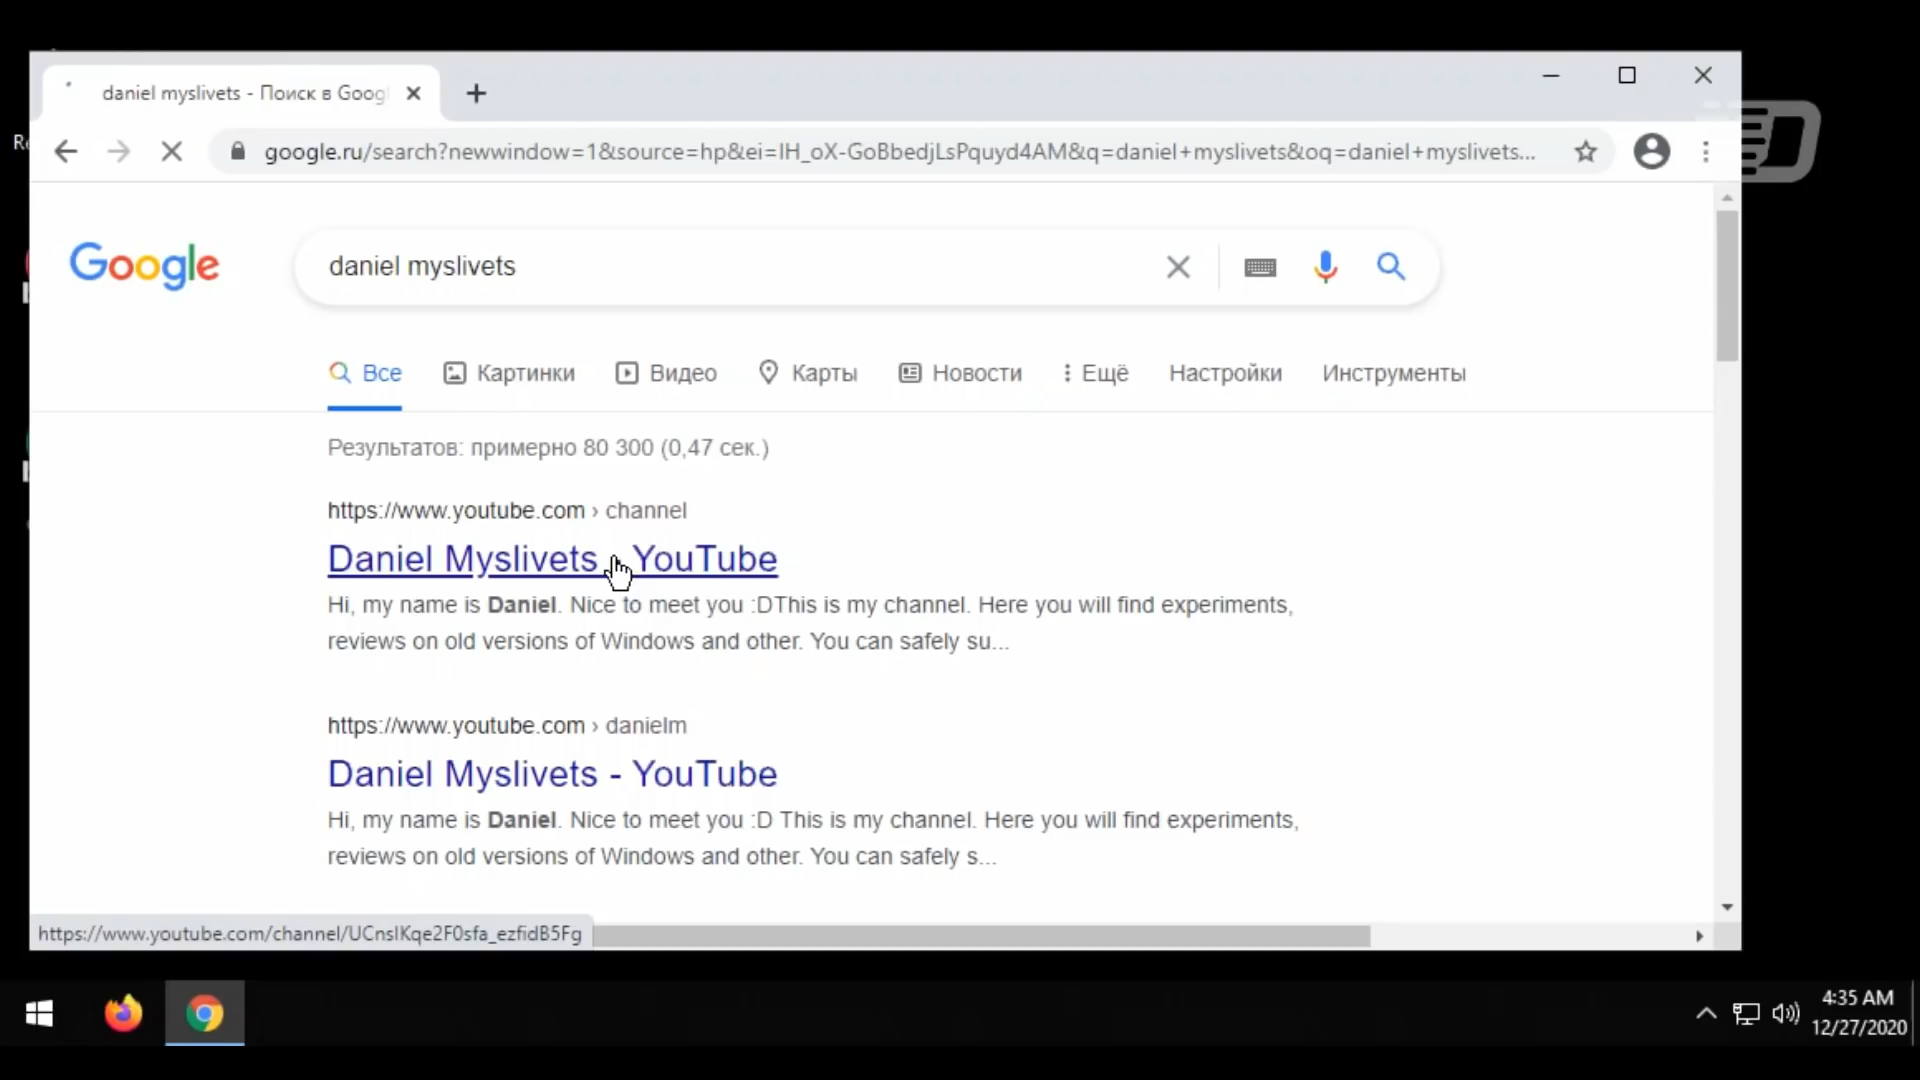 daniel myslivets - Поиск в Goog
google.ru/search?newwindow=1&source=hp&ei=IH_oX-GoBbedjLsPquyd4AM&q=daniel+myslivets&oq=daniel+myslivets...
Google
daniel myslivets
Все
Картинки
Видео
Карты
Новости
Ещё
Настройки
Инструменты
Результатов: примерно 80 300 (0,47 сек.)
https://www.youtube.com › channel
Daniel Myslivets - YouTube
Hi, my name is Daniel. Nice to meet you :DThis is my channel. Here you will find experiments,
reviews on old versions of Windows and other. You can safely su...
https://www.youtube.com › danielm
Daniel Myslivets - YouTube
Hi, my name is Daniel. Nice to meet you :D This is my channel. Here you will find experiments,
reviews on old versions of Windows and other. You can safely s...
https://www.youtube.com/channel/UCnslKqe2F0sfa_ezfidB5Fg
4:35 AM
12/27/2020